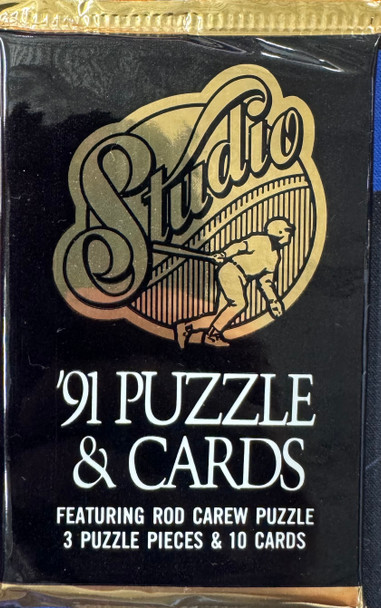 Studio
'91 PUZZLE
& CARDS
FEATURING ROD CAREW PUZZLE
3 PUZZLE PIECES & 10 CARDS